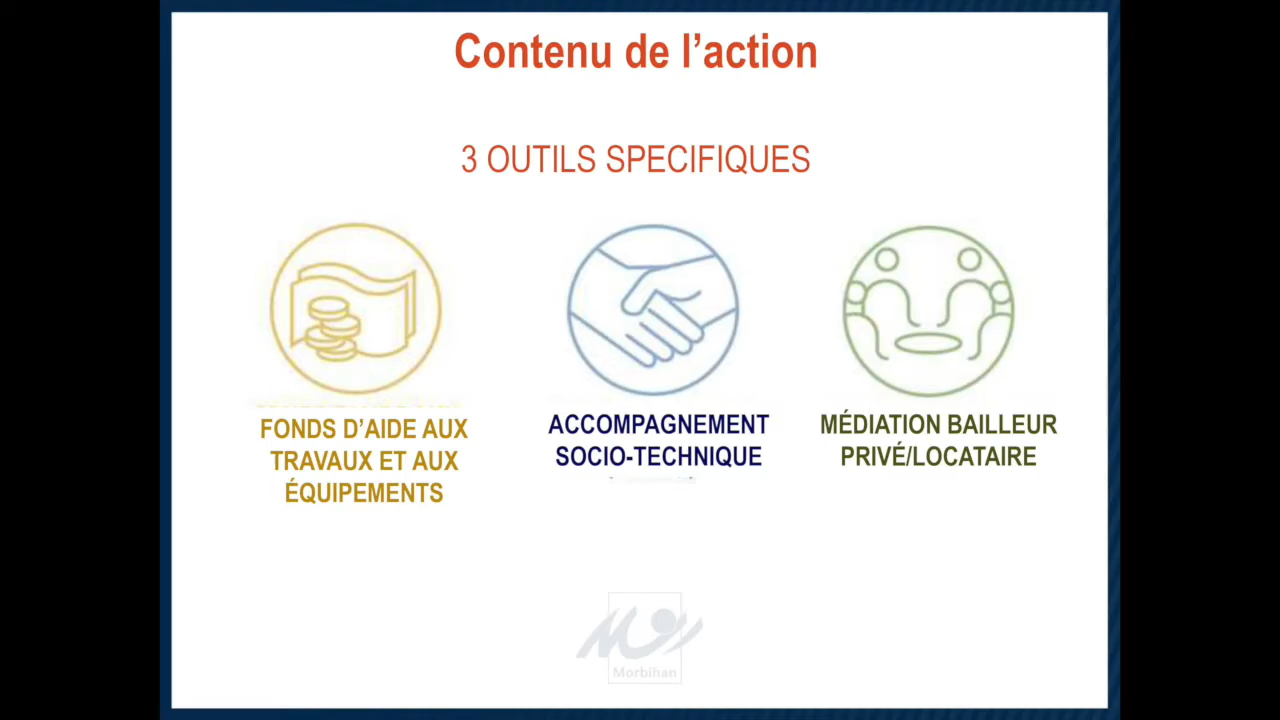 Contenu de l’action
3 OUTILS SPECIFIQUES
FONDS D’AIDE AUX
TRAVAUX ET AUX
ÉQUIPEMENTS
ACCOMPAGNEMENT
SOCIO-TECHNIQUE
MÉDIATION BAILLEUR
PRIVÉ/LOCATAIRE
Morbihan